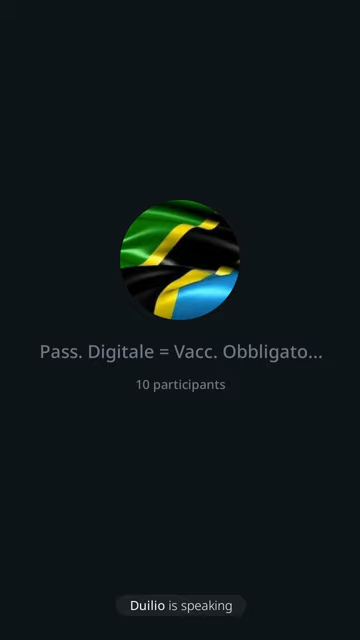 Pass. Digitale = Vacc. Obbligato...
10 participants
Duilio is speaking